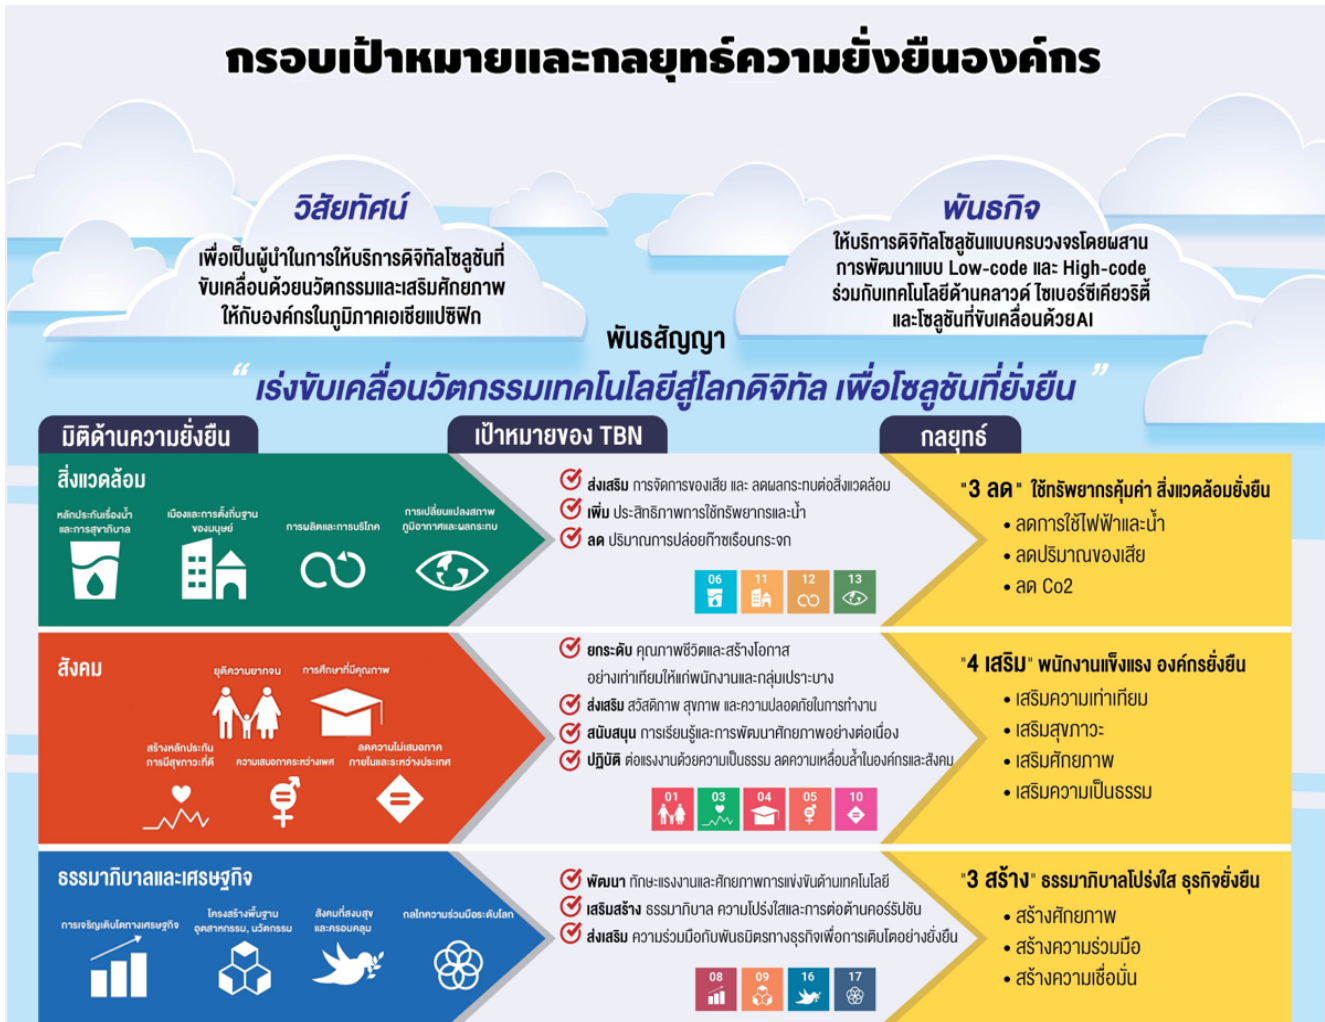 กรอบเป้าหมายและกลยุทธ์ความยั่งยืนองค์กร
วิสัยทัศน์
เพื่อเป็นผู้นำในการให้บริการดิจิทัลโซลูชันที่
ขับเคลื่อนด้วยนวัตกรรมและเสริมศักยภาพ
ให้กับองค์กรในภูมิภาคเอเชียแปซิฟิก
พันธกิจ
ให้บริการดิจิทัลโซลูชันแบบครบวงจรโดยผสาน
การพัฒนาแบบ Low-code และ High-code
ร่วมกับเทคโนโลยีด้านคลาวด์ ไซเบอร์ซีเคียวริตี้
และโซลูชันที่ขับเคลื่อนด้วยAI
พันธสัญญา
“ เร่งขับเคลื่อนวัตกรรมเทคโนโลยีสู่โลกดิจิทัล เพื่อโซลูชันที่ยั่งยืน ”
มิติด้านความยั่งยืน
เป้าหมายของ TBN
กลยุทธ์
สิ่งแวดล้อม
หลักประกันเรื่องน้ำ
และการสุขาภิบาล
เมืองและการตั้งถิ่นฐาน
ของมนุษย์
การผลิตและการบริโภค
การเปลี่ยนแปลงสภาพ
ภูมิอากาศและผลกระทบ
ส่งเสริม การจัดการของเสีย และ ลดผลกระทบต่อสิ่งแวดล้อม
เพิ่ม ประสิทธิภาพการใช้ทรัพยากรและน้ำ
ลด ปริมาณการปล่อยก๊าซเรือนกระจก
06 11 12 13
"3 ลด" ใช้ทรัพยากรคุ้มค่า สิ่งแวดล้อมยั่งยืน
• ลดการใช้ไฟฟ้าและน้ำ
• ลดปริมาณของเสีย
• ลด Co2
สังคม
ยุติความยากจน
การศึกษาที่มีคุณภาพ
สร้างหลักประกัน
การมีสุขภาวะที่ดี
ความเสมอภาคระหว่างเพศ
ลดความไม่เสมอภาค
ภายในและระหว่างประเทศ
ยกระดับ คุณภาพชีวิตและสร้างโอกาส
อย่างเท่าเทียมให้แก่พนักงานและกลุ่มเปราะบาง
ส่งเสริม สวัสดิภาพ สุขภาพ และความปลอดภัยในการทำงาน
สนับสนุน การเรียนรู้และการพัฒนาศักยภาพอย่างต่อเนื่อง
ปฏิบัติ ต่อแรงงานด้วยความเป็นธรรม ลดความเหลื่อมล้ำในองค์กรและสังคม
01 03 04 05 10
"4 เสริม" พนักงานแข็งแรง องค์กรยั่งยืน
• เสริมความเท่าเทียม
• เสริมสุขภาวะ
• เสริมศักยภาพ
• เสริมความเป็นธรรม
ธรรมาภิบาลและเศรษฐกิจ
การเจริญเติบโตทางเศรษฐกิจ
โครงสร้างพื้นฐาน
อุตสาหกรรม, นวัตกรรม
สังคมที่สงบสุข
และครอบคลุม
กลไกความร่วมมือระดับโลก
พัฒนา ทักษะแรงงานและศักยภาพการแข่งขันด้านเทคโนโลยี
เสริมสร้าง ธรรมาภิบาล ความโปร่งใสและการต่อต้านคอร์รัปชัน
ส่งเสริม ความร่วมมือกับพันธมิตรทางธุรกิจเพื่อการเติบโตอย่างยั่งยืน
08 09 16 17
"3 สร้าง" ธรรมาภิบาลโปร่งใส ธุรกิจยั่งยืน
• สร้างศักยภาพ
• สร้างความร่วมมือ
• สร้างความเชื่อมั่น